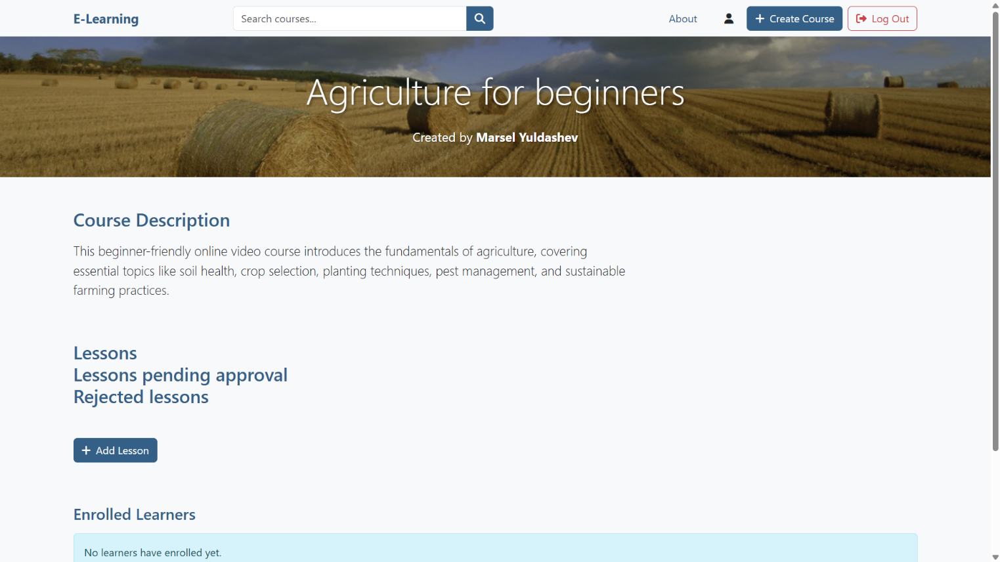 E-Learning
Search courses...
About
Create Course
Log Out
Agriculture for beginners
Created by Marsel Yuldashev
Course Description
This beginner-friendly online video course introduces the fundamentals of agriculture, covering
essential topics like soil health, crop selection, planting techniques, pest management, and sustainable
farming practices.
Lessons
Lessons pending approval
Rejected lessons
Add Lesson
Enrolled Learners
No learners have enrolled yet.